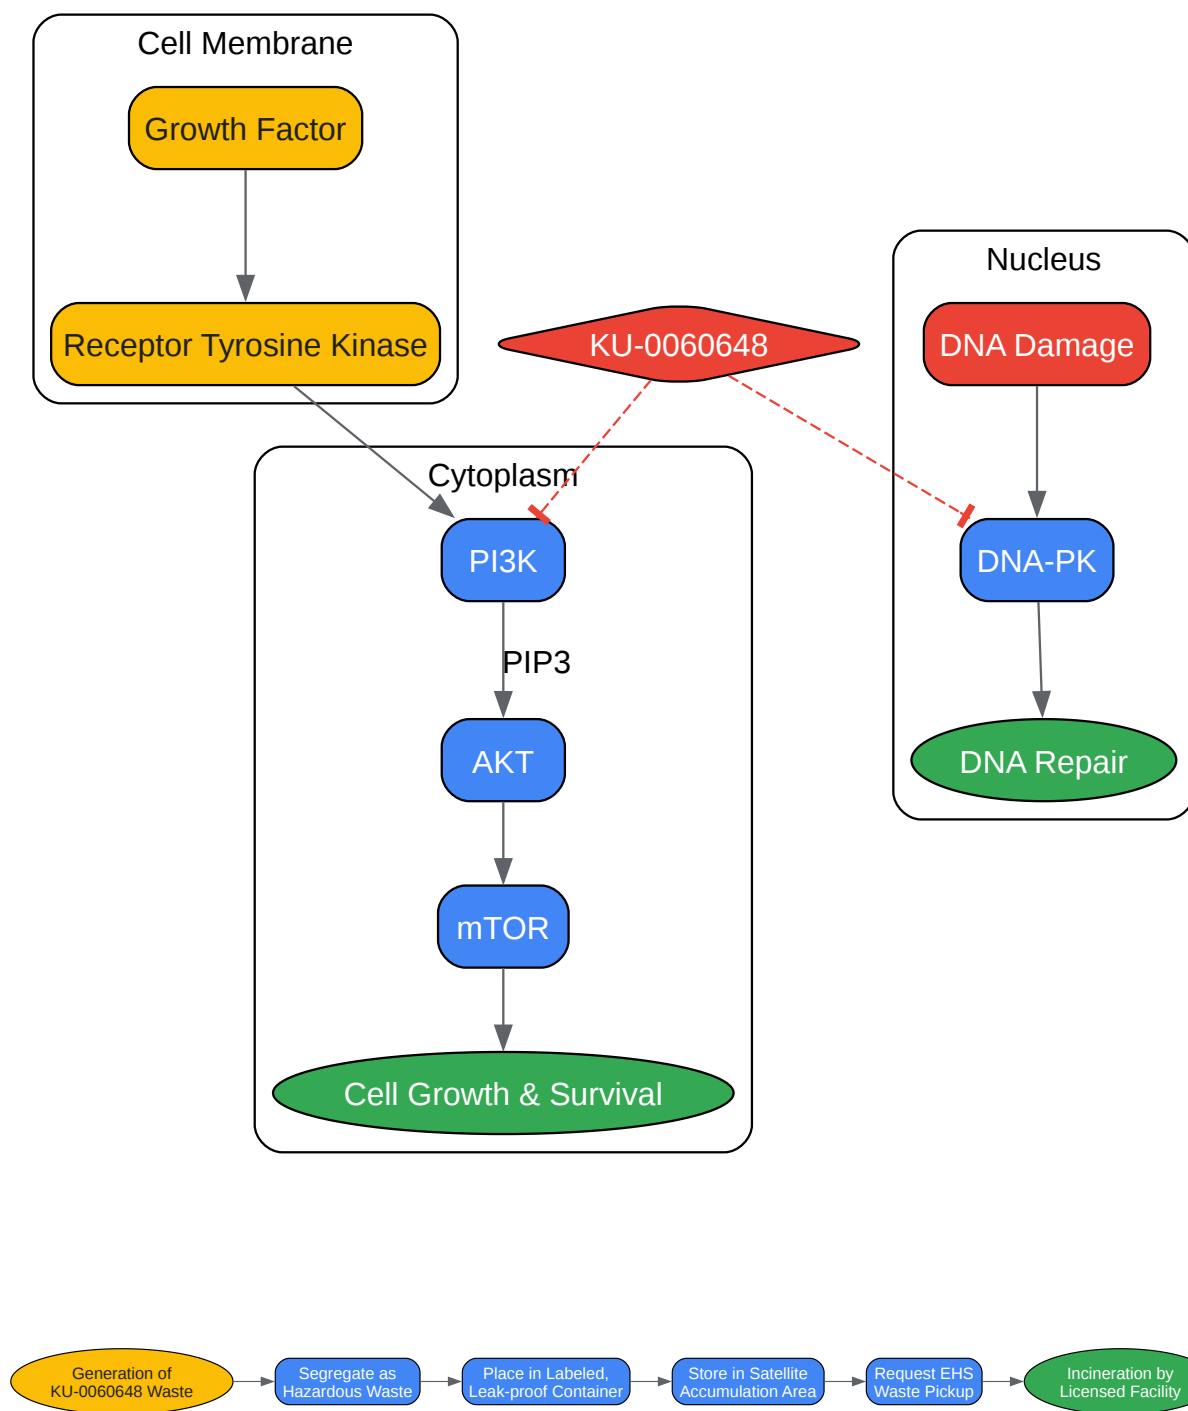 Cell Membrane
Growth Factor
Receptor Tyrosine Kinase
KU-0060648
Nucleus
DNA Damage
DNA-PK
DNA Repair
Cytoplasm
PI3K
PIP3
AKT
mTOR
Cell Growth & Survival
Generation of
KU-0060648 Waste
Segregate as
Hazardous Waste
Place in Labeled,
Leak-proof Container
Store in Satellite
Accumulation Area
Request EHS
Waste Pickup
Incineration by
Licensed Facility